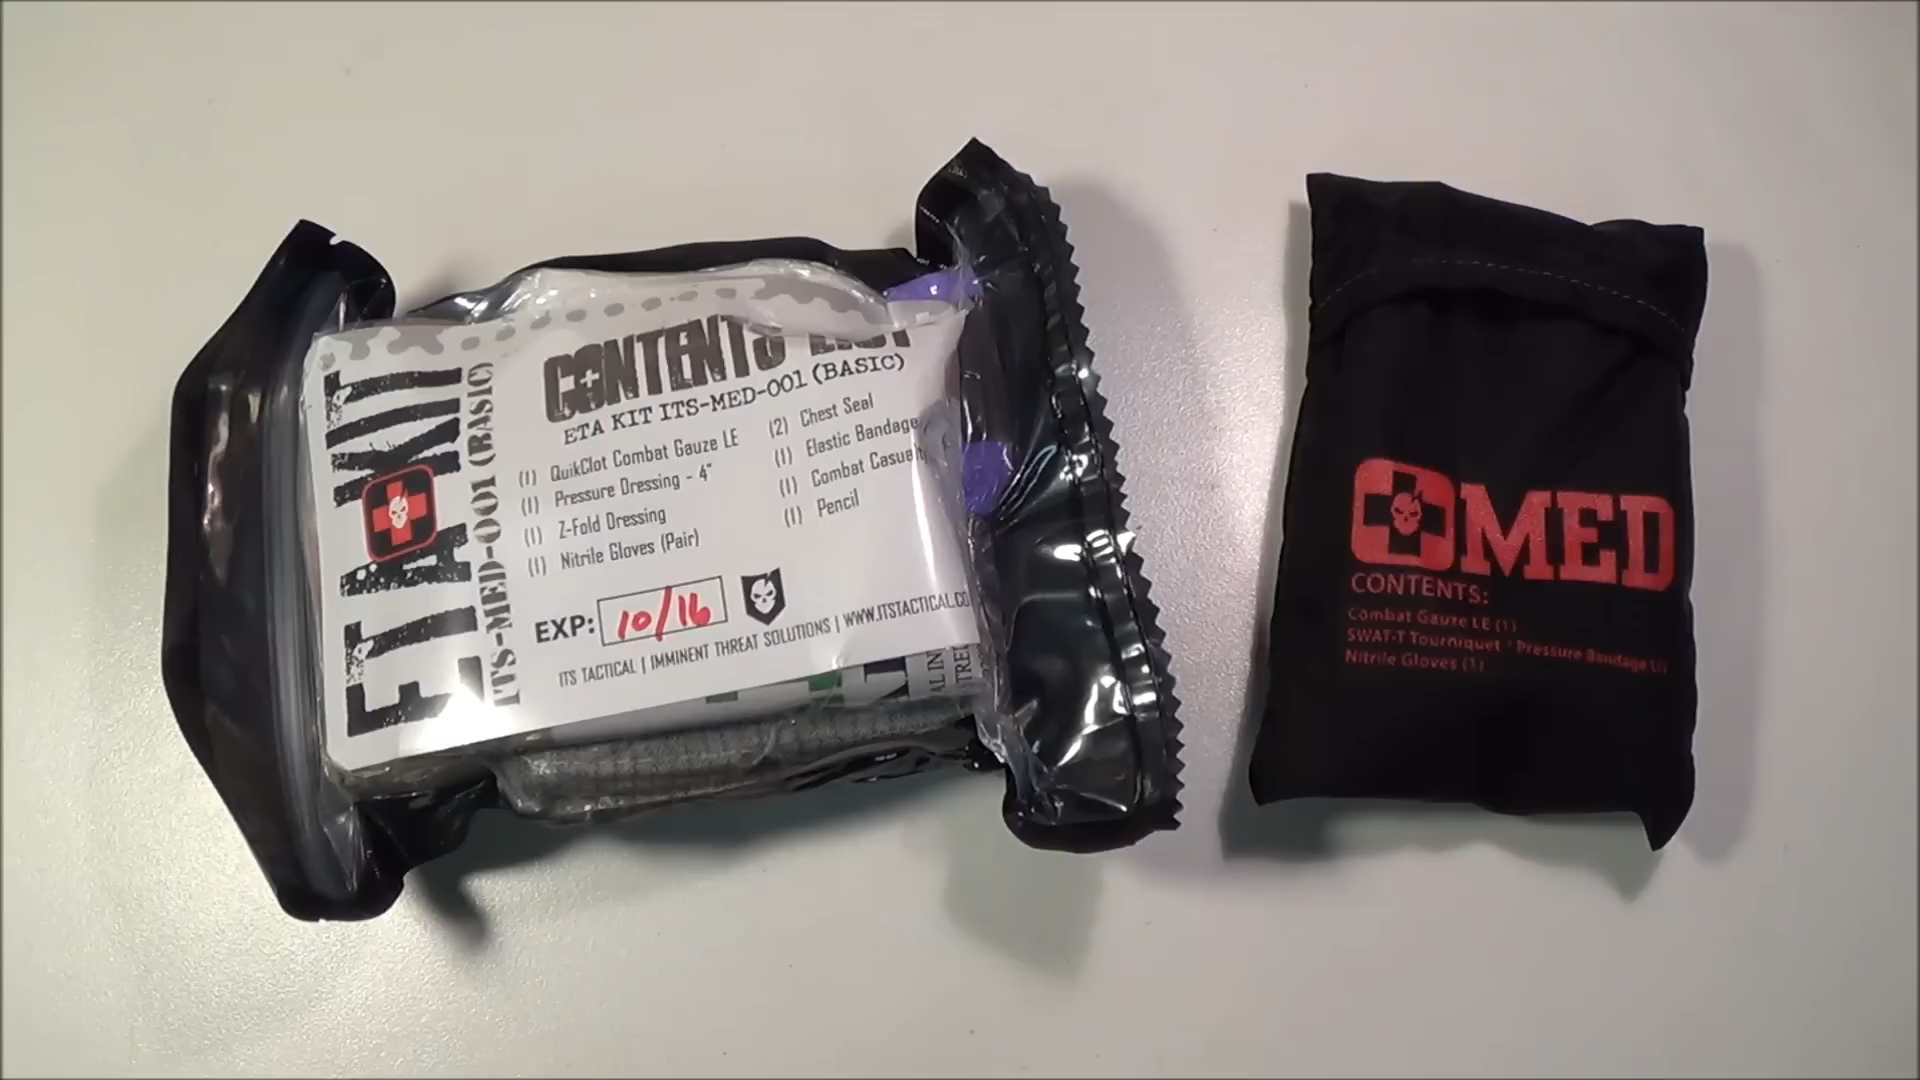 ETA KIT
ITS-MED-001 (BASIC)
CONTENTS LIST
ETA KIT ITS-MED-001 (BASIC)
(1) QuikClot Combat Gauze LE
(1) Pressure Dressing - 4"
(1) Z-Fold Dressing
(1) Nitrile Gloves (Pair)
(2) Chest Seal
(1) Elastic Bandage
(1) Combat Casualty
(1) Pencil
EXP: 10/16
ITS TACTICAL | IMMINENT THREAT SOLUTIONS | WWW.ITSTACTICAL.CO
MED
CONTENTS:
Combat Gauze LE (1)
SWAT-T Tourniquet / Pressure Bandage (1)
Nitrile Gloves (1)